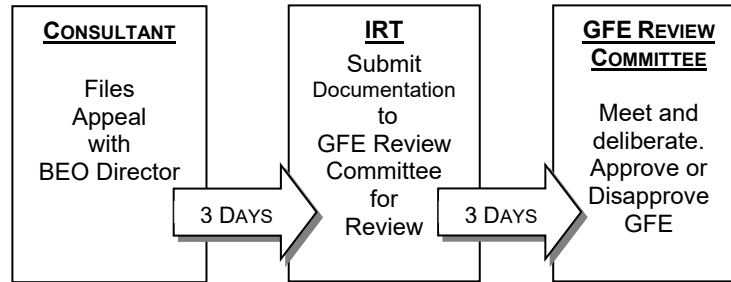 CONSULTANT
Files
Appeal
with
BEO Director
3 DAYS
IRT
Submit
Documentation
to
GFE Review
Committee
for
Review
3 DAYS
GFE REVIEW
COMMITTEE
Meet and
deliberate.
Approve or
Disapprove
GFE